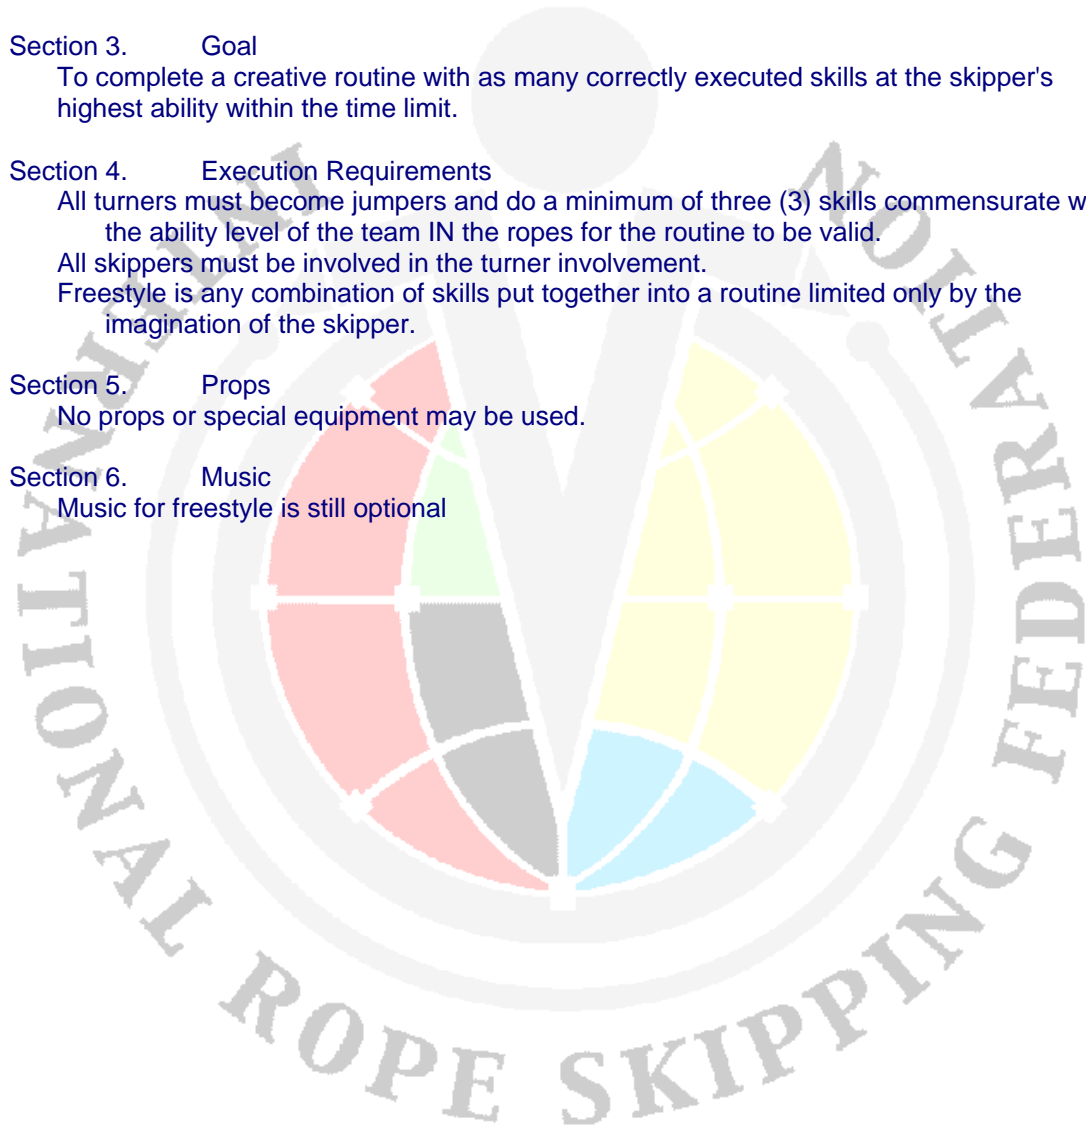 Section 3. Goal
To complete a creative routine with as many correctly executed skills at the skipper's
highest ability within the time limit.
Section 4. Execution Requirements
All turners must become jumpers and do a minimum of three (3) skills commensurate w
the ability level of the team IN the ropes for the routine to be valid.
All skippers must be involved in the turner involvement.
Freestyle is any combination of skills put together into a routine limited only by the
imagination of the skipper.
Section 5. Props
No props or special equipment may be used.
Section 6. Music
Music for freestyle is still optional
INTERNATIONAL ROPE SKIPPING FEDERATION